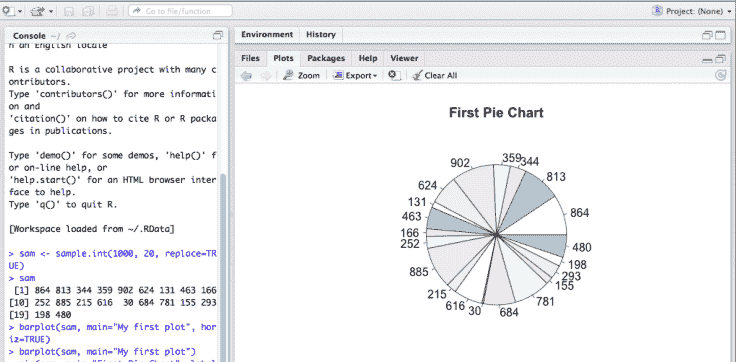 Go to file/function
Project: (None)
Console ~/
Environment History
Files Plots Packages Help Viewer
Zoom Export Clear All
n an English locale
R is a collaborative project with many c
ontributors.
Type 'contributors()' for more informati
on and
'citation()' on how to cite R or R packa
ges in publications.
Type 'demo()' for some demos, 'help()' f
or on-line help, or
'help.start()' for an HTML browser inter
face to help.
Type 'q()' to quit R.
[Workspace loaded from ~/.RData]
> sam <- sample.int(1000, 20, replace=TR
UE)
> sam
[1] 864 813 344 359 902 624 131 463 166
[10] 252 885 215 616 30 684 781 155 293
[19] 198 480
> barplot(sam, main="My first plot", hor
iz=TRUE)
> barplot(sam, main="My first plot")
First Pie Chart
359
344
902
813
624
131
864
463
166
252
480
198
885
293
155
215
781
616
30
684